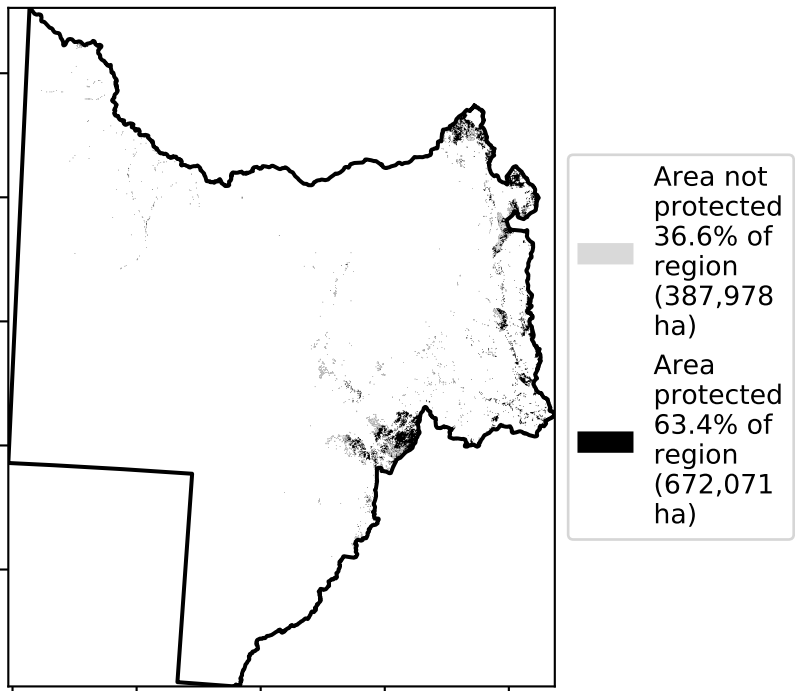 Area not
protected
36.6% of
region
(387,978
ha)
Area
protected
63.4% of
region
(672,071
ha)